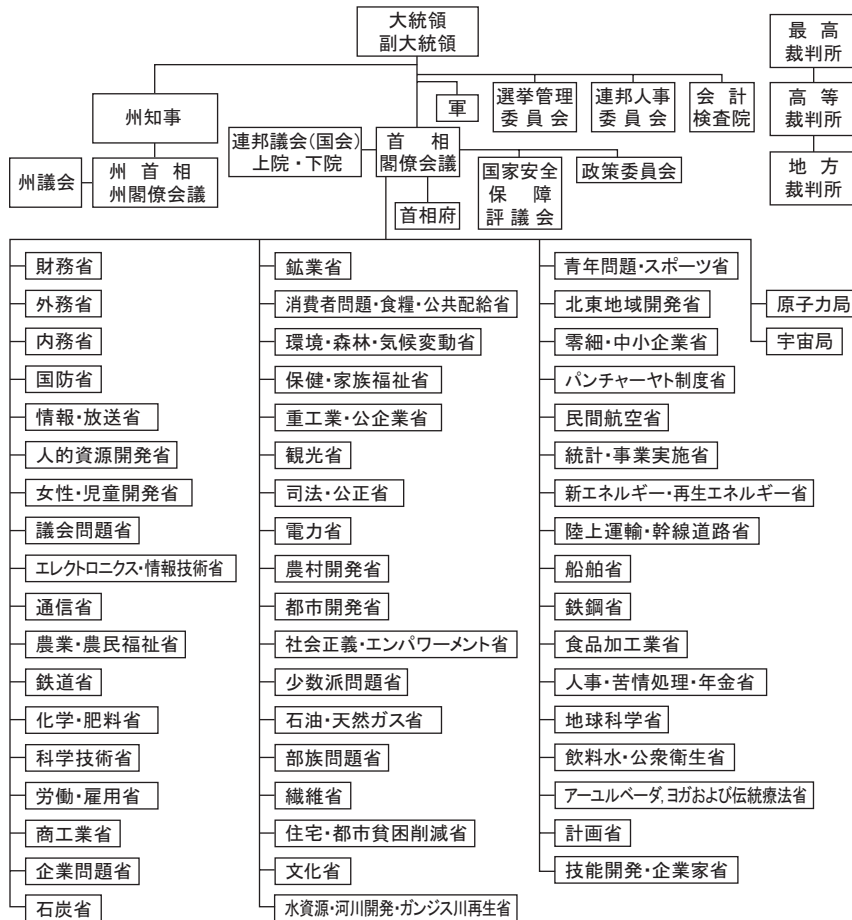 大統領
副大統領
最高
裁判所
州知事
軍
選挙管理
委員会
連邦人事
委員会
会計
検査院
高等
裁判所
連邦議会(国会)
上院・下院
首相
閣僚会議
州議会
州首相
州閣僚会議
国家安全
保障
評議会
政策委員会
地方
裁判所
首相府
財務省
外務省
内務省
国防省
情報・放送省
人的資源開発省
女性・児童開発省
議会問題省
エレクトロニクス・情報技術省
通信省
農業・農民福祉省
鉄道省
化学・肥料省
科学技術省
労働・雇用省
商工業省
企業問題省
石炭省
鉱業省
消費者問題・食糧・公共配給省
環境・森林・気候変動省
保健・家族福祉省
重工業・公企業省
観光省
司法・公正省
電力省
農村開発省
都市開発省
社会正義・エンパワーメント省
少数派問題省
石油・天然ガス省
部族問題省
繊維省
住宅・都市貧困削減省
文化省
水資源・河川開発・ガンジス川再生省
青年問題・スポーツ省
北東地域開発省
零細・中小企業省
パンチャーヤト制度省
民間航空省
統計・事業実施省
新エネルギー・再生エネルギー省
陸上運輸・幹線道路省
船舶省
鉄鋼省
食品加工業省
人事・苦情処理・年金省
地球科学省
飲料水・公衆衛生省
アーユルベーダ,ヨガおよび伝統療法省
計画省
技能開発・企業家省
原子力局
宇宙局